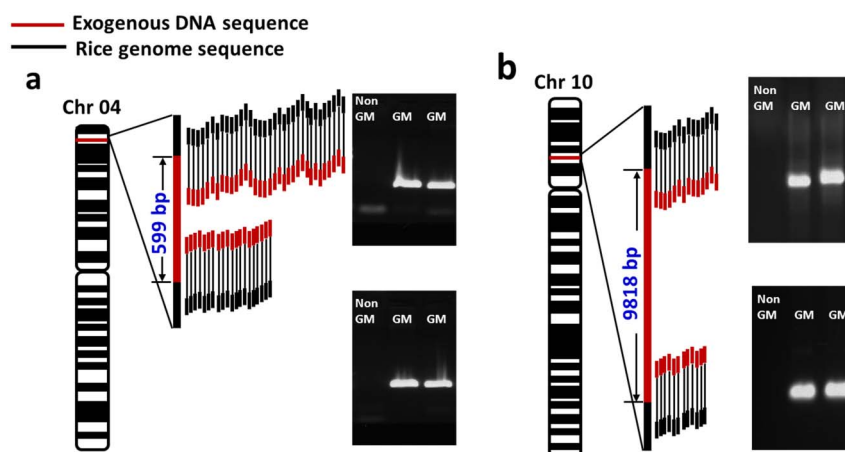 Exogenous DNA sequence
Rice genome sequence
a
Chr 04
599 bp
Non
GM GM GM
Non
GM GM GM
b
Chr 10
9818 bp
Non
GM GM GM
Non
GM GM GM